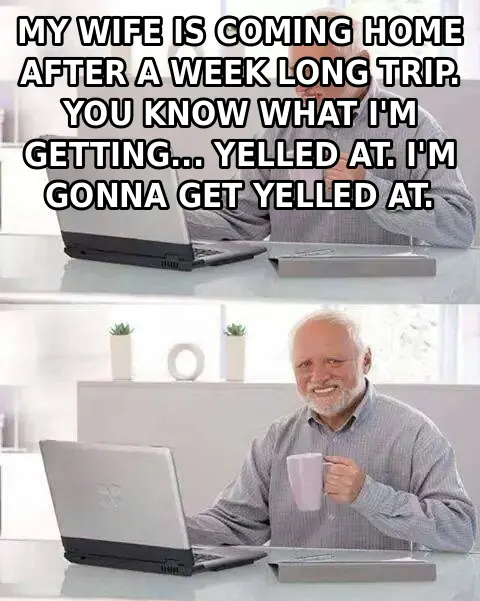 MY WIFE IS COMING HOME
AFTER A WEEK LONG TRIP.
YOU KNOW WHAT I'M
GETTING... YELLED AT. I'M
GONNA GET YELLED AT.